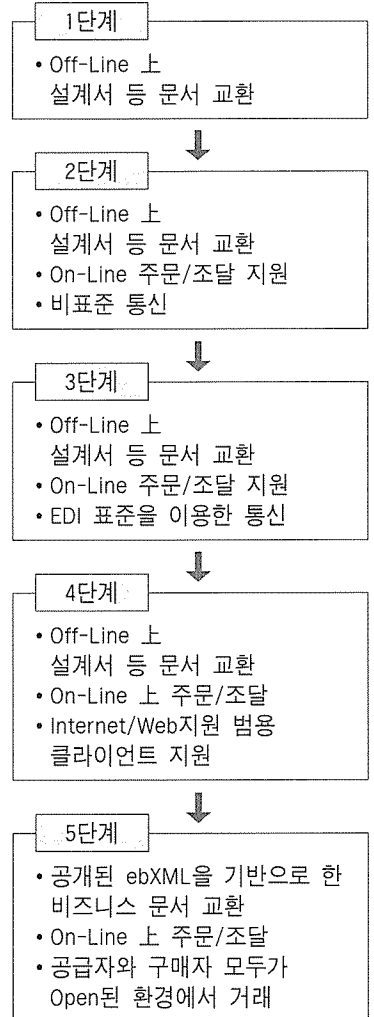 1단계
• Off-Line 上
설계서 등 문서 교환
2단계
• Off-Line 上
설계서 등 문서 교환
• On-Line 주문/조달 지원
• 비표준 통신
3단계
• Off-Line 上
설계서 등 문서 교환
• On-Line 주문/조달 지원
• EDI 표준을 이용한 통신
4단계
• Off-Line 上
설계서 등 문서 교환
• On-Line 上 주문/조달
• Internet/Web지원 범용
클라이언트 지원
5단계
• 공개된 ebXML을 기반으로 한
비즈니스 문서 교환
• On-Line 上 주문/조달
• 공급자와 구매자 모두가
Open된 환경에서 거래